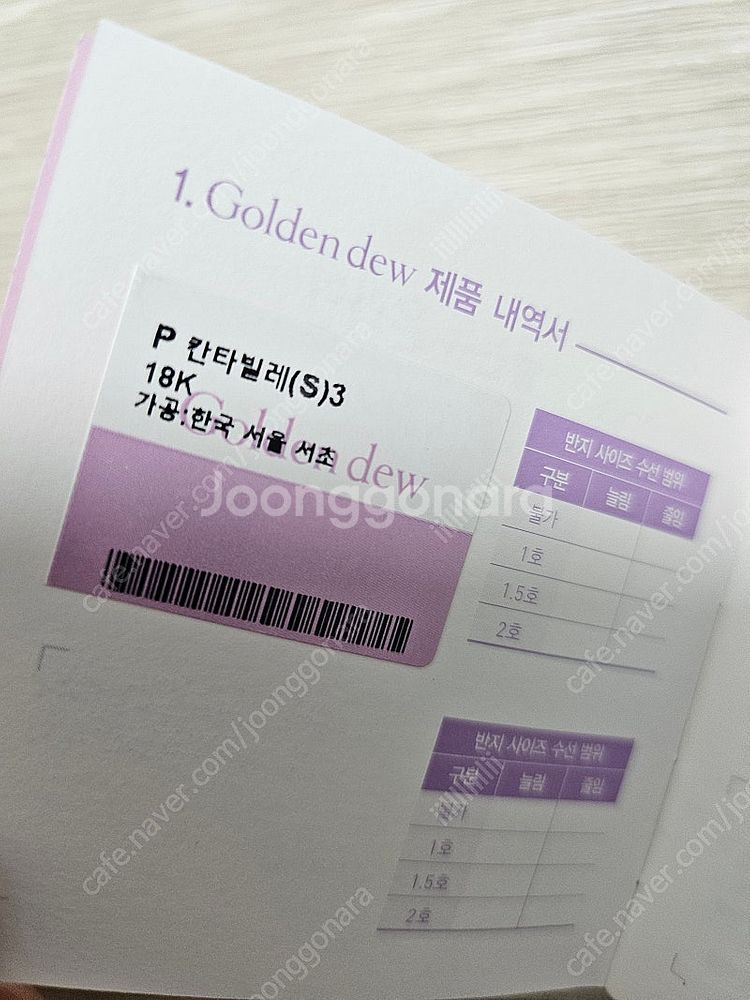 1. Golden dew 제품 내역서
P 칸타빌레(S)3
18K
가공:한국 서울 서초
Golden dew
반지 사이즈 수선 범위
구분 늘림 줄임
불가
1호
1.5호
2호
반지 사이즈 수선 범위
구분 늘림 줄임
불가
1호
1.5호
2호
Joonggonara
cafe.naver.com/joonggonara